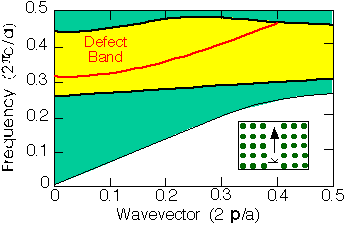 0.5
0.4
0.3
0.2
0.1
0
Frequency (2πc/a)
Defect
Band
k
0 0.1 0.2 0.3 0.4 0.5
Wavevector (2 p/a)